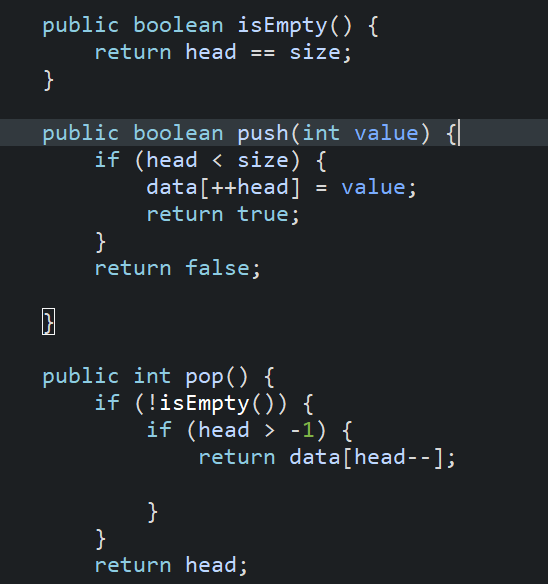 public boolean isEmpty() {
    return head == size;
}
public boolean push(int value) {
    if (head < size) {
        data[++head] = value;
        return true;
    }
    return false;
}
public int pop() {
    if (!isEmpty()) {
        if (head > -1) {
            return data[head--];
        }
    }
    return head;